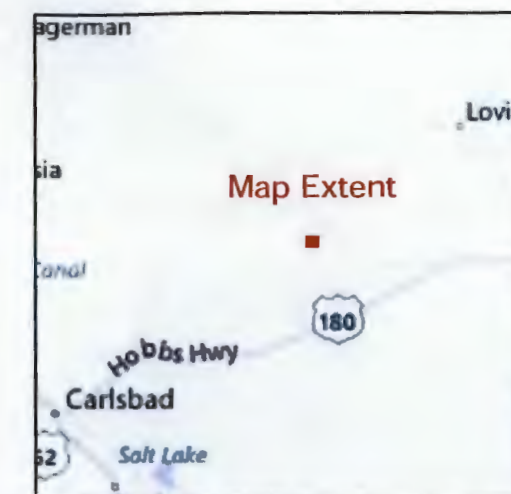 agerman
Lovi
sia
Map Extent
Canal
180
Hobbs Hwy
Carlsbad
62
Salt Lake